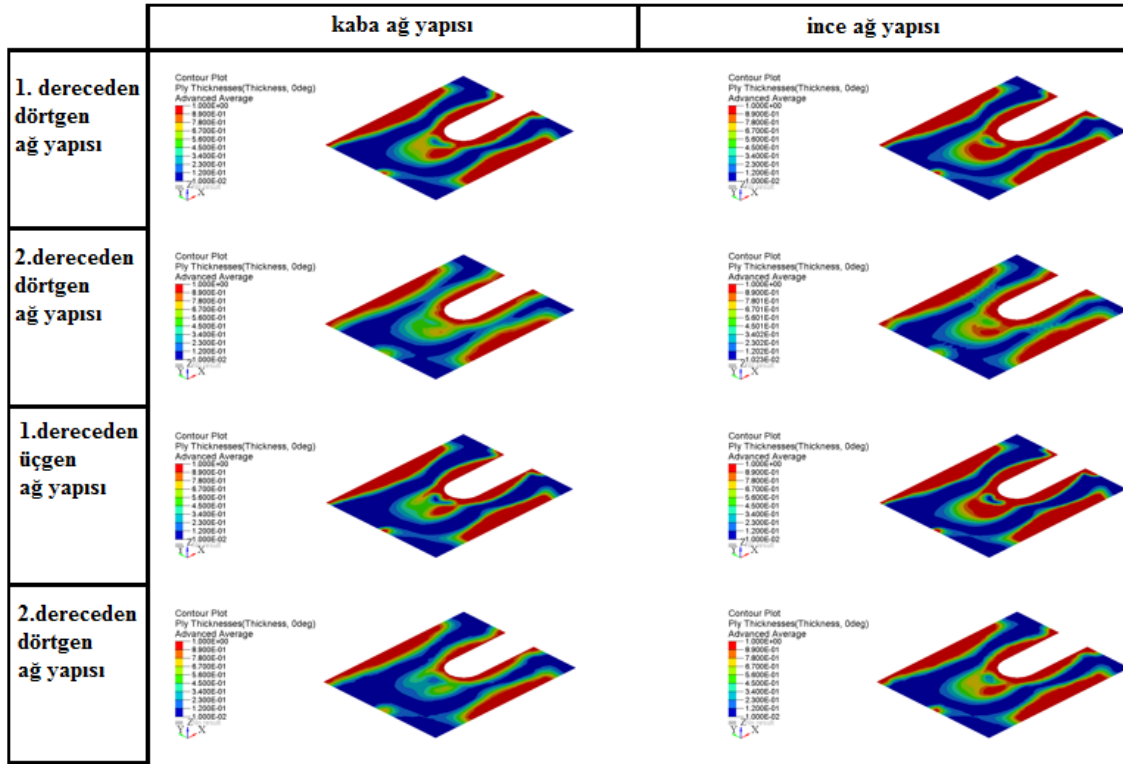 kaba ağ yapısı
ince ağ yapısı
1. dereceden
dörtgen
ağ yapısı
Contour Plot
Ply Thicknesses(Thickness, 0deg)
Advanced Average
1.000E+00
8.900E-01
7.800E-01
6.700E-01
5.600E-01
4.500E-01
3.400E-01
2.300E-01
1.200E-01
1.000E-02
No result
Z
Y
X
Contour Plot
Ply Thicknesses(Thickness, 0deg)
Advanced Average
1.000E+00
8.900E-01
7.800E-01
6.700E-01
5.600E-01
4.500E-01
3.400E-01
2.300E-01
1.200E-01
1.000E-02
No result
Z
Y
X
2.dereceden
dörtgen
ağ yapısı
Contour Plot
Ply Thicknesses(Thickness, 0deg)
Advanced Average
1.000E+00
8.900E-01
7.800E-01
6.700E-01
5.600E-01
4.500E-01
3.400E-01
2.300E-01
1.200E-01
1.000E-02
No result
Z
Y
X
Contour Plot
Ply Thicknesses(Thickness, 0deg)
Advanced Average
1.000E+00
8.900E-01
7.801E-01
6.701E-01
5.601E-01
4.501E-01
3.402E-01
2.302E-01
1.202E-01
1.023E-02
No result
Z
Y
X
1.dereceden
üçgen
ağ yapısı
Contour Plot
Ply Thicknesses(Thickness, 0deg)
Advanced Average
1.000E+00
8.900E-01
7.800E-01
6.700E-01
5.600E-01
4.500E-01
3.400E-01
2.300E-01
1.200E-01
1.000E-02
No result
Z
Y
X
Contour Plot
Ply Thicknesses(Thickness, 0deg)
Advanced Average
1.000E+00
8.900E-01
7.800E-01
6.700E-01
5.600E-01
4.500E-01
3.400E-01
2.300E-01
1.200E-01
1.000E-02
No result
Z
Y
X
2.dereceden
dörtgen
ağ yapısı
Contour Plot
Ply Thicknesses(Thickness, 0deg)
Advanced Average
1.000E+00
8.900E-01
7.800E-01
6.700E-01
5.600E-01
4.500E-01
3.400E-01
2.300E-01
1.200E-01
1.000E-02
No result
Z
Y
X
Contour Plot
Ply Thicknesses(Thickness, 0deg)
Advanced Average
1.000E+00
8.900E-01
7.800E-01
6.700E-01
5.600E-01
4.500E-01
3.400E-01
2.300E-01
1.200E-01
1.000E-02
No result
Z
Y
X